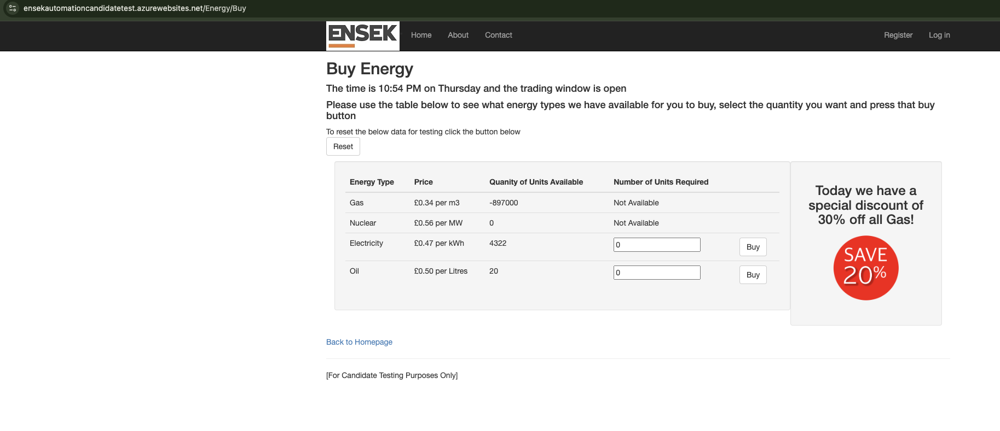 ensekautomationcandidatetest.azurewebsites.net/Energy/Buy
ENSEK Home About Contact Register Log in
Buy Energy
The time is 10:54 PM on Thursday and the trading window is open
Please use the table below to see what energy types we have available for you to buy, select the quantity you want and press that buy
button
To reset the below data for testing click the button below
Reset
Energy Type Price Quanity of Units Available Number of Units Required
Gas £0.34 per m3 -897000 Not Available
Nuclear £0.56 per MW 0 Not Available
Electricity £0.47 per kWh 4322 0 Buy
Oil £0.50 per Litres 20 0 Buy
Today we have a
special discount of
30% off all Gas!
SAVE
20%
Back to Homepage
[For Candidate Testing Purposes Only]